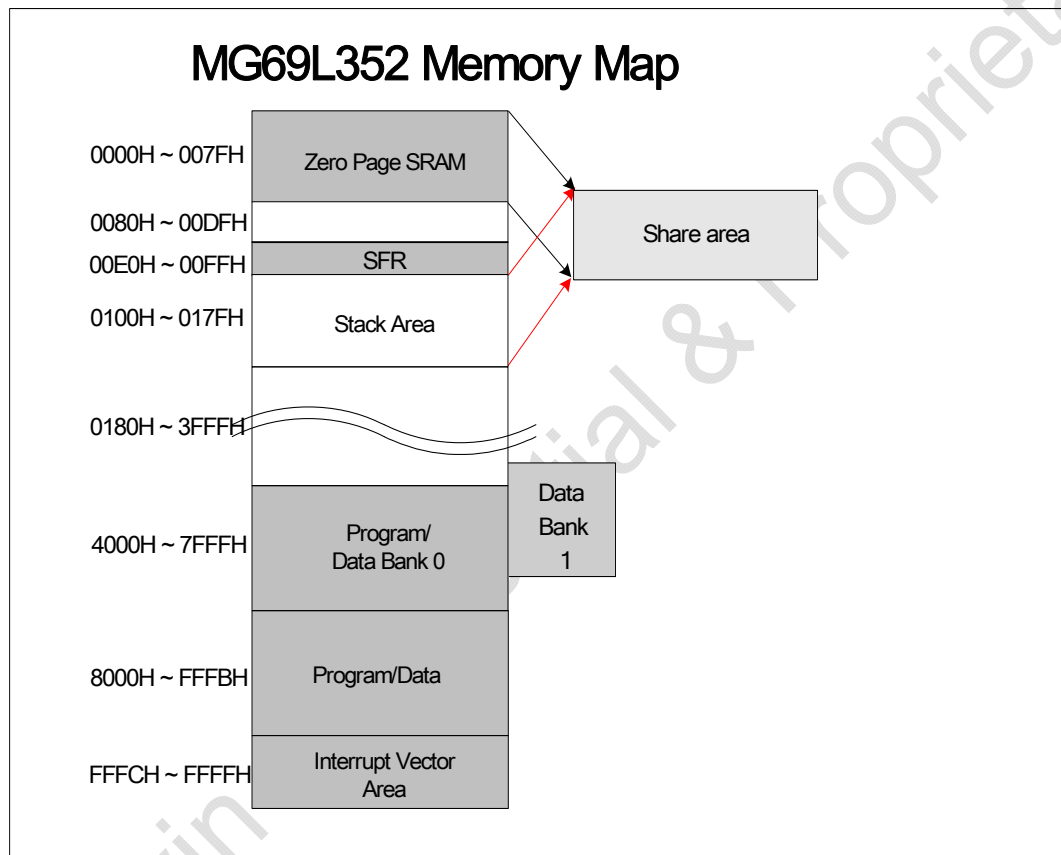 MG69L352 Memory Map
0000H ~ 007FH
Zero Page SRAM
0080H ~ 00DFH
Share area
00E0H ~ 00FFH
SFR
0100H ~ 017FH
Stack Area
0180H ~ 3FFFH
Data
Bank
1
4000H ~ 7FFFH
Program/
Data Bank 0
8000H ~ FFFBH
Program/Data
FFFCH ~ FFFFH
Interrupt Vector
Area